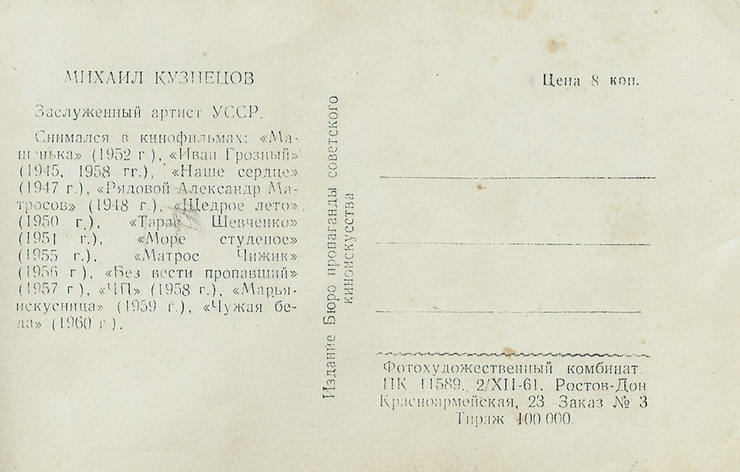 МИХАИЛ КУЗНЕЦОВ
Заслуженный артист УССР.
Снимался в кинофильмах: «Ма-
шенька» (1952 г.), «Иван Грозный»
(1945, 1958 гг.), «Наше сердце»
(1947 г.), «Рядовой Александр Мат-
росов» (1948 г.), «Щедрое лето»
(1950 г.), «Тарас Шевченко»
(1951 г.), «Море студеное»
(1955 г.), «Матрос Чижик»
(1956 г), «Без вести пропавший»
(1957 г), «ЧП» (1958 г.), «Марья-
искусница» (1959 г.), «Чужая бе-
да» (1960 г).
Издание Бюро пропаганды советского
киноискусства
Цена 8 коп.
Фотохудожественный комбинат
ПК 11589. 2/XII-61. Ростов-Дон
Красноармейская, 23 Заказ № 3
Тираж 100 000.